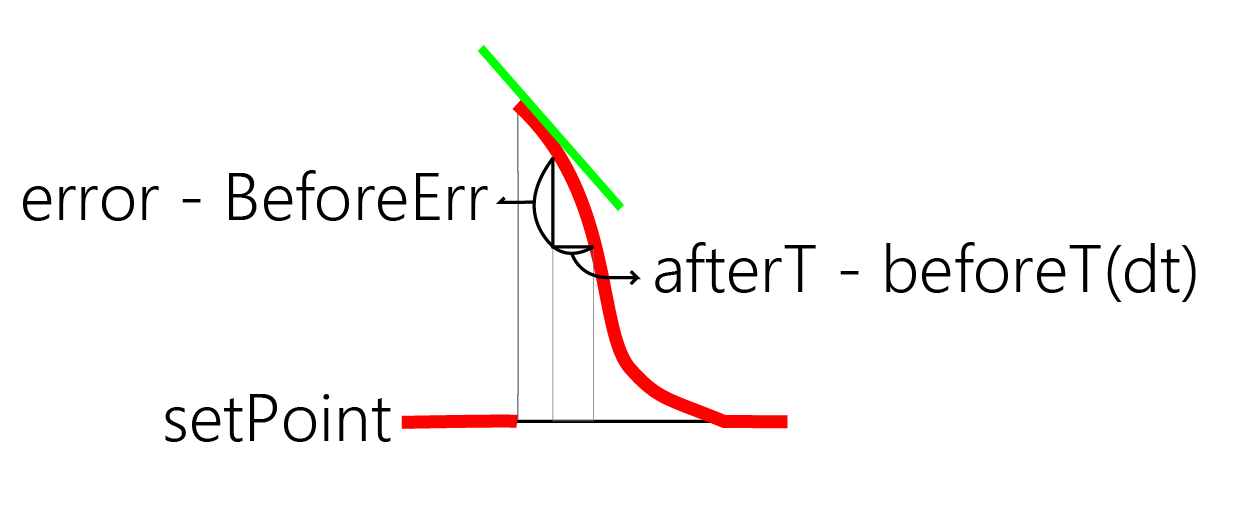 error - BeforeErr
afterT - beforeT(dt)
setPoint